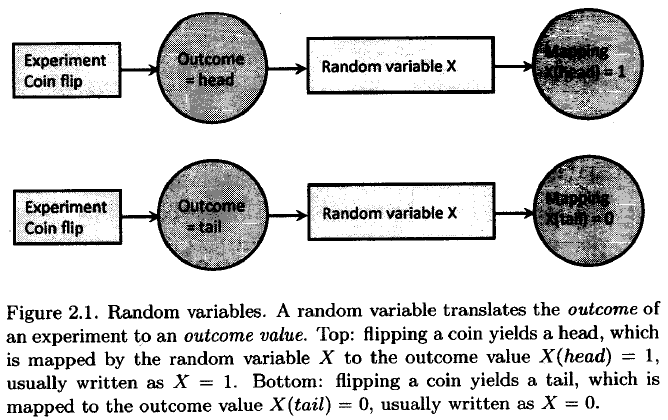 Experiment
Coin flip
Outcome
= head
Random variable X
Mapping
X(head) = 1
Experiment
Coin flip
Outcome
= tail
Random variable X
Mapping
X(tail) = 0
Figure 2.1. Random variables. A random variable translates the outcome of
an experiment to an outcome value. Top: flipping a coin yields a head, which
is mapped by the random variable X to the outcome value X(head) = 1,
usually written as X = 1. Bottom: flipping a coin yields a tail, which is
mapped to the outcome value X(tail) = 0, usually written as X = 0.